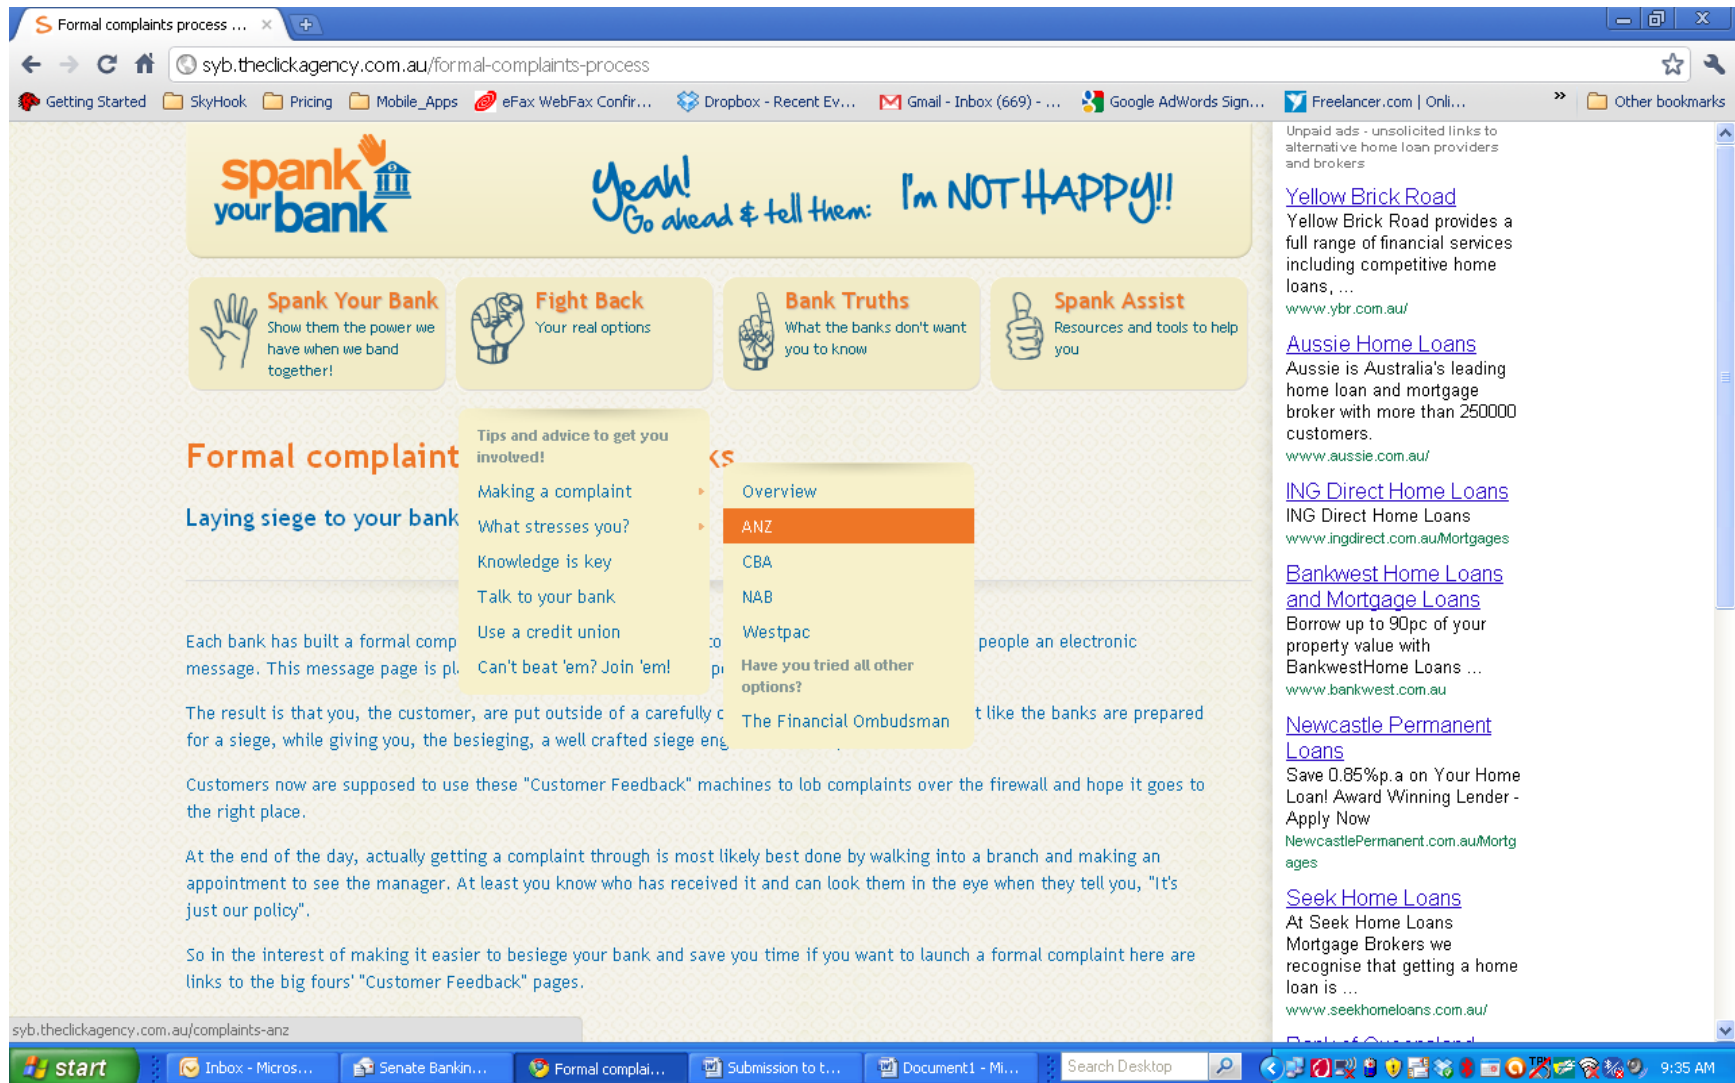 Formal complaints process ...
syb.theclickagency.com.au/formal-complaints-process
Getting Started
SkyHook
Pricing
Mobile_Apps
eFax WebFax Confir...
Dropbox - Recent Ev...
Gmail - Inbox (669) - ...
Google AdWords Sign...
Freelancer.com | Onli...
»
Other bookmarks
spank
your bank
Yeah!
Go ahead & tell them:
I'm NOT HAPPY!!
Spank Your Bank
Show them the power we
have when we band
together!
Fight Back
Your real options
Bank Truths
What the banks don't want
you to know
Spank Assist
Resources and tools to help
you
Formal complaint
ks
Laying siege to your bank
Tips and advice to get you
involved!
Making a complaint
What stresses you?
Knowledge is key
Talk to your bank
Use a credit union
Can't beat 'em? Join 'em!
Overview
ANZ
CBA
NAB
Westpac
Have you tried all other
options?
The Financial Ombudsman
Each bank has built a formal comp to people an electronic
message. This message page is pl
The result is that you, the customer, are put outside of a carefully c t like the banks are prepared
for a siege, while giving you, the besieging, a well crafted siege eng
Customers now are supposed to use these "Customer Feedback" machines to lob complaints over the firewall and hope it goes to
the right place.
At the end of the day, actually getting a complaint through is most likely best done by walking into a branch and making an
appointment to see the manager. At least you know who has received it and can look them in the eye when they tell you, "It's
just our policy".
So in the interest of making it easier to besiege your bank and save you time if you want to launch a formal complaint here are
links to the big fours' "Customer Feedback" pages.
Unpaid ads - unsolicited links to
alternative home loan providers
and brokers
Yellow Brick Road
Yellow Brick Road provides a
full range of financial services
including competitive home
loans, ...
www.ybr.com.au/
Aussie Home Loans
Aussie is Australia's leading
home loan and mortgage
broker with more than 250000
customers.
www.aussie.com.au/
ING Direct Home Loans
ING Direct Home Loans
www.ingdirect.com.au/Mortgages
Bankwest Home Loans
and Mortgage Loans
Borrow up to 90pc of your
property value with
BankwestHome Loans ...
www.bankwest.com.au
Newcastle Permanent
Loans
Save 0.85%p.a on Your Home
Loan! Award Winning Lender -
Apply Now
NewcastlePermanent.com.au/Mortg
ages
Seek Home Loans
At Seek Home Loans
Mortgage Brokers we
recognise that getting a home
loan is ...
www.seekhomeloans.com.au/
syb.theclickagency.com.au/complaints-anz
start
Inbox - Micros...
Senate Bankin...
Formal complai...
Submission to t...
Document1 - Mi...
Search Desktop
9:35 AM